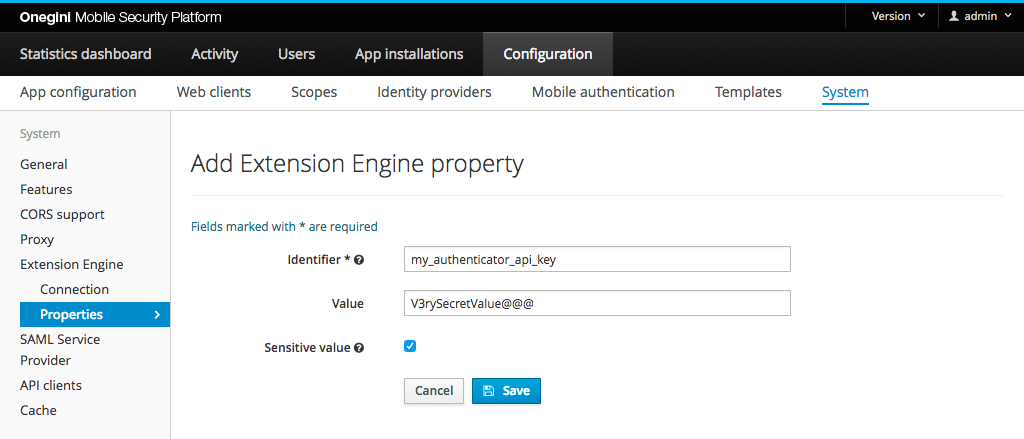 Onegini Mobile Security Platform
Version
admin
Statistics dashboard
Activity
Users
App installations
Configuration
App configuration
Web clients
Scopes
Identity providers
Mobile authentication
Templates
System
System
General
Features
CORS support
Proxy
Extension Engine
Connection
Properties
SAML Service
Provider
API clients
Cache
Add Extension Engine property
Fields marked with * are required
Identifier *
my_authenticator_api_key
Value
V3rySecretValue@@@
Sensitive value
Cancel
Save